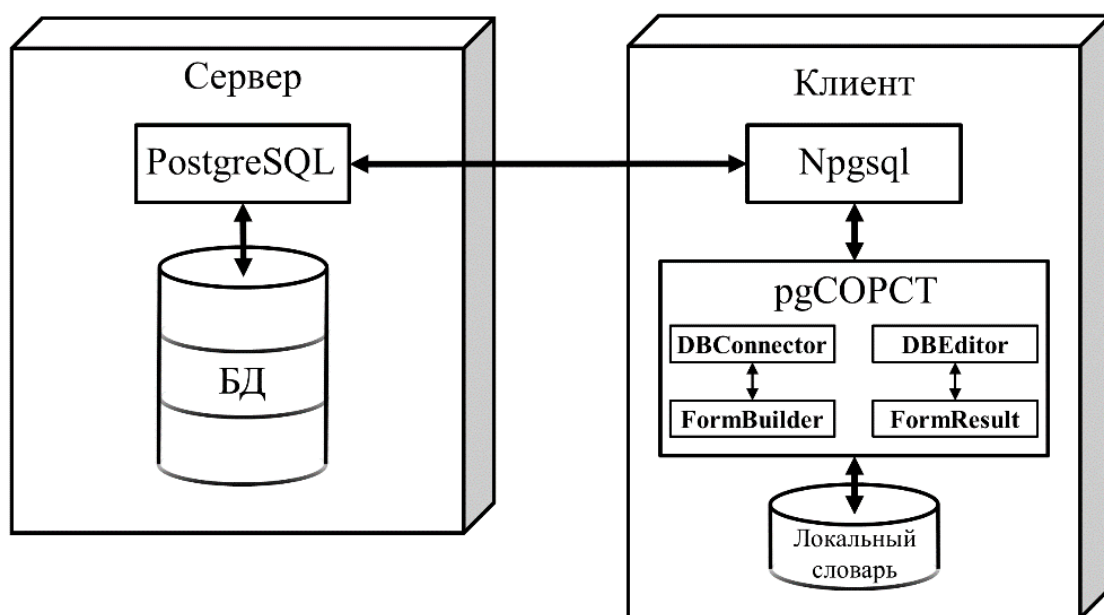 Сервер
PostgreSQL
БД
Клиент
Npgsql
pgCOPCT
DBConnector
DBEditor
FormBuilder
FormResult
Локальный
словарь